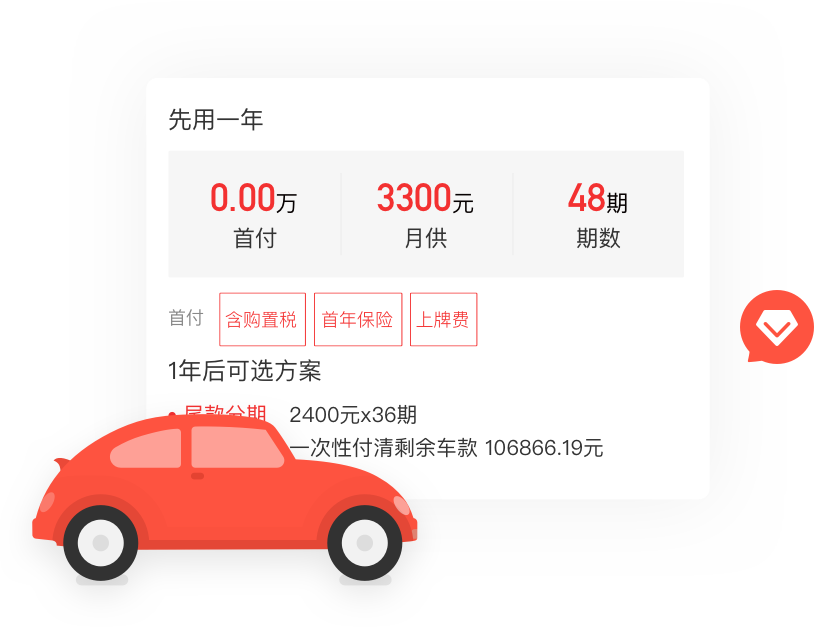 先用一年
0.00万 3300元 48期
首付 月供 期数
首付 含购置税 首年保险 上牌费
1年后可选方案
• 尾款分期 2400元x36期
一次性付清剩余车款 106866.19元